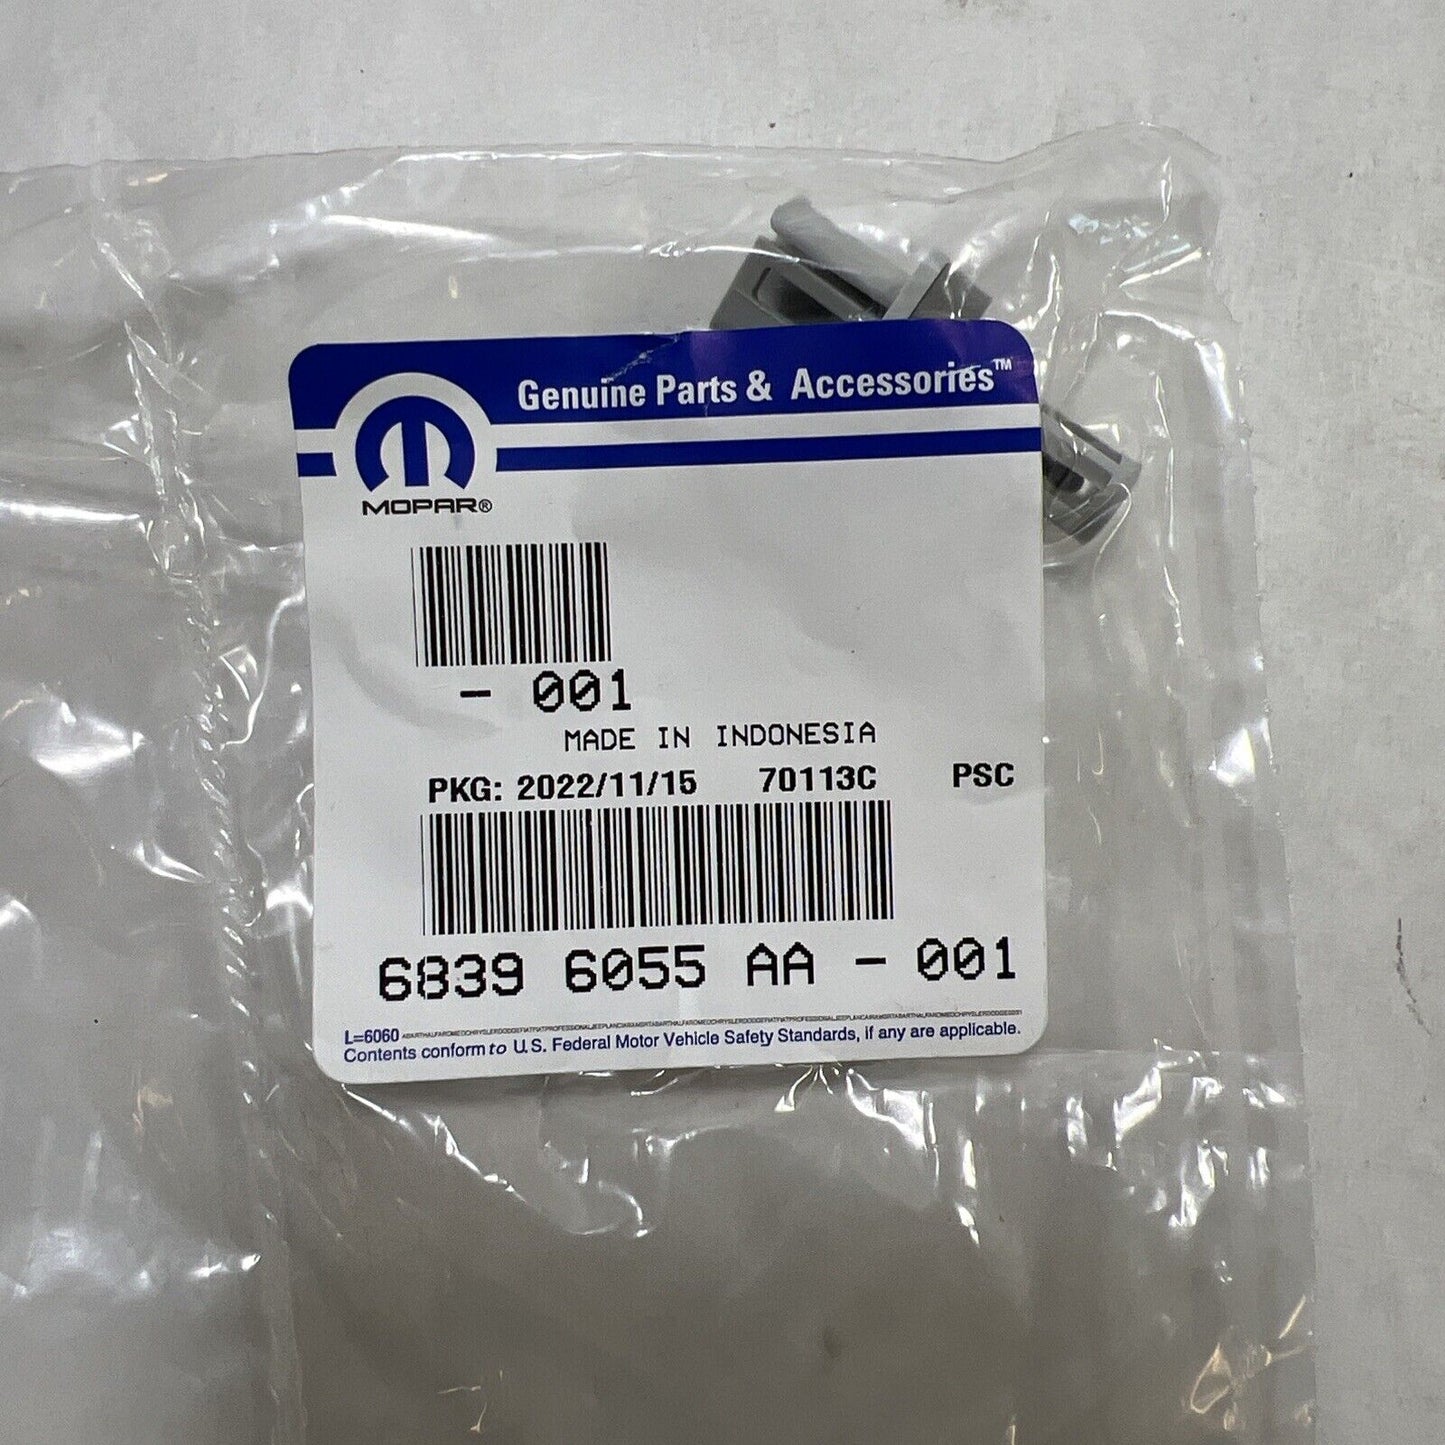 Genuine Parts & Accessories™
MOPAR®
- 001
MADE IN INDONESIA
PKG: 2022/11/15 70113C PSC
6839 6055 AA - 001
L=6060
Contents conform to U.S. Federal Motor Vehicle Safety Standards, if any are applicable.